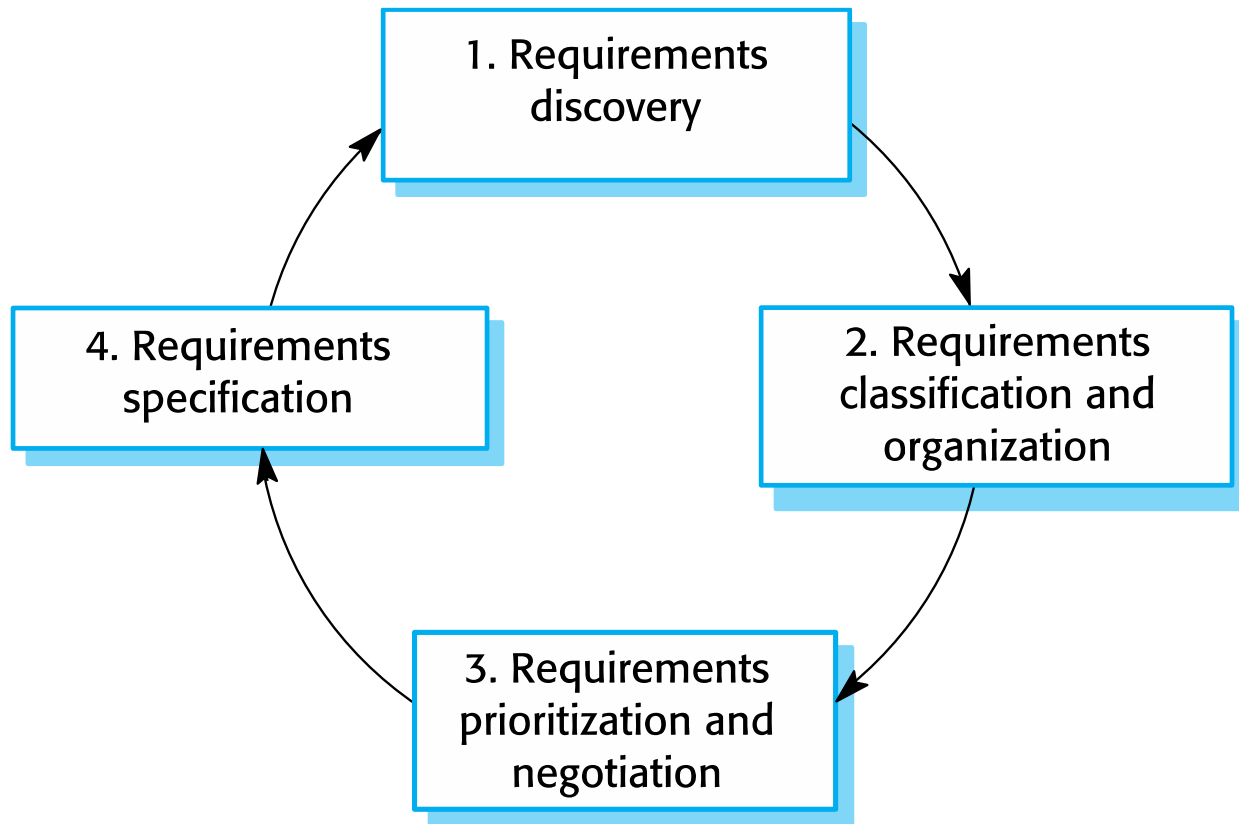 1. Requirements
discovery
2. Requirements
classification and
organization
3. Requirements
prioritization and
negotiation
4. Requirements
specification